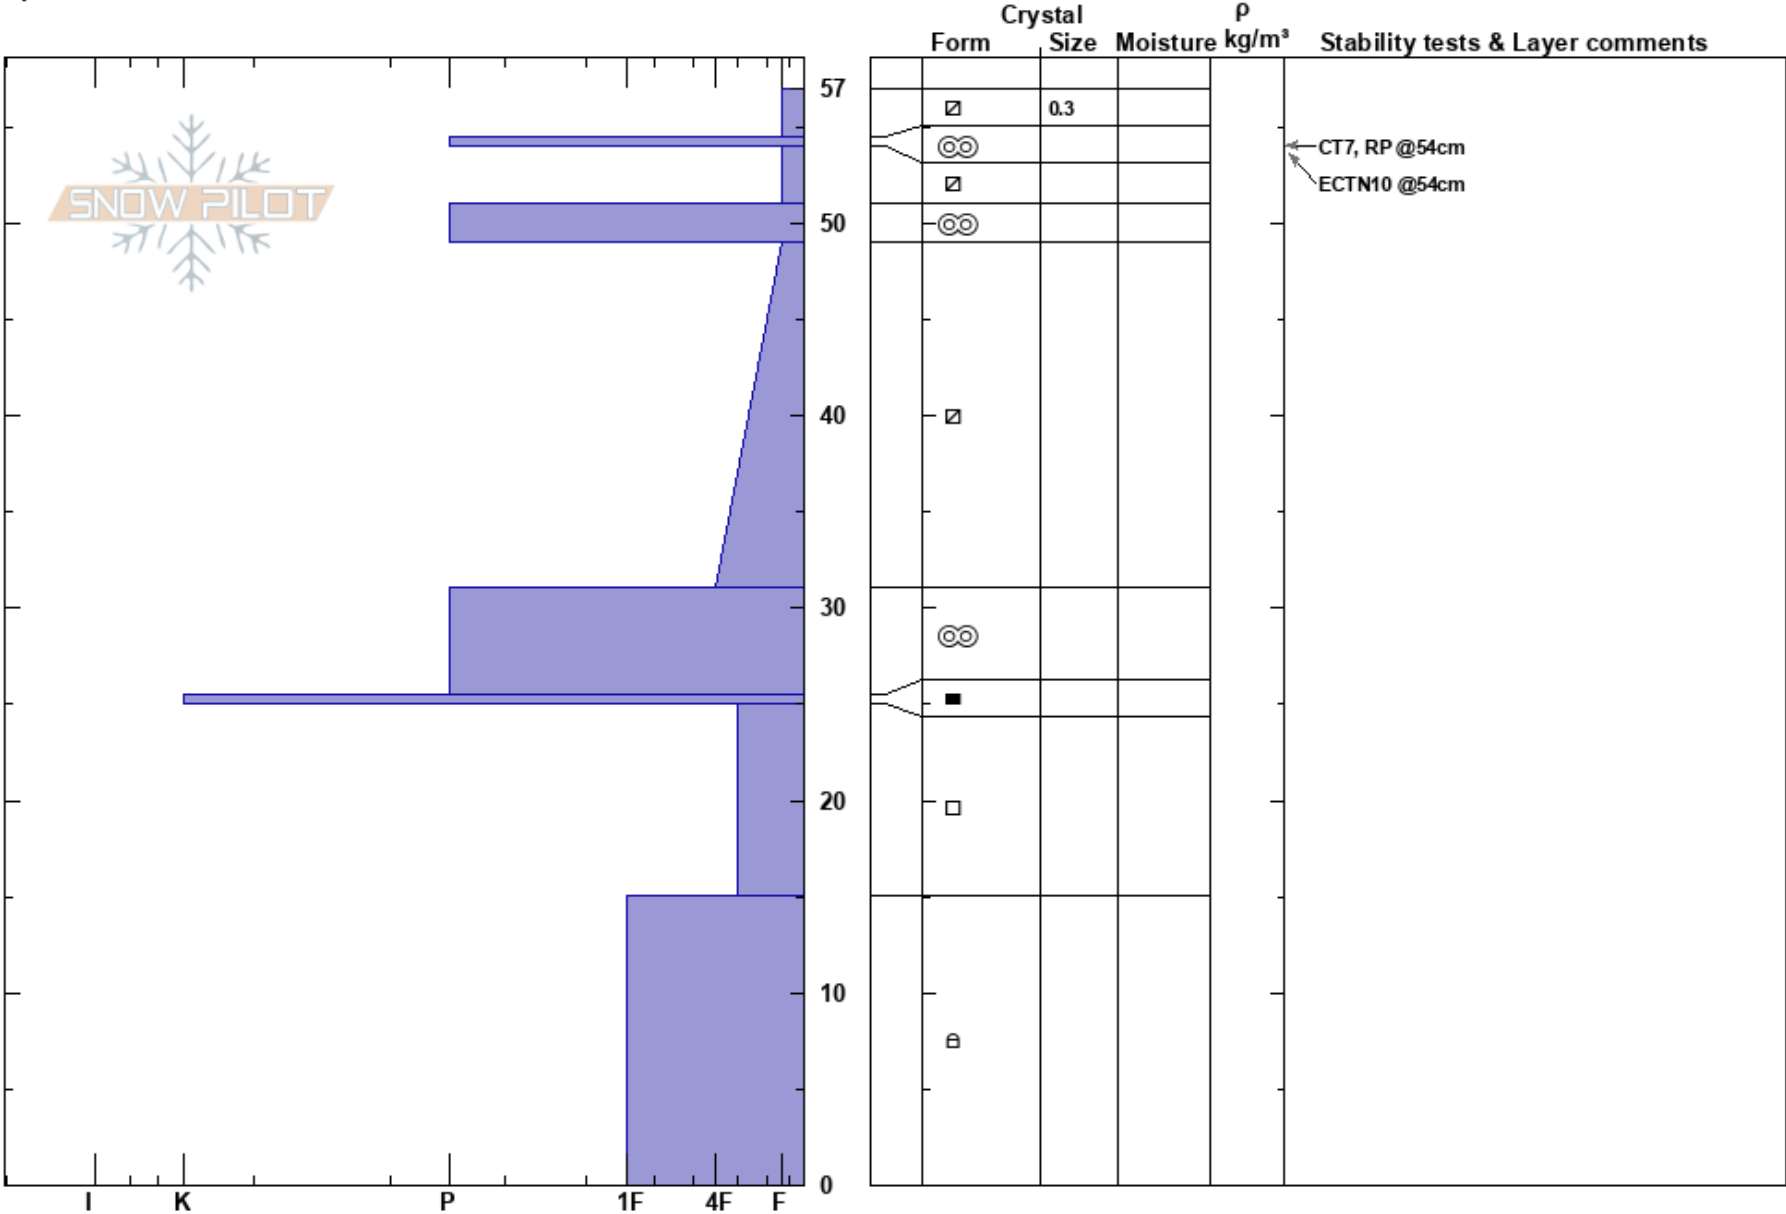 Crystal ρ
Form Size Moisture kg/m³ Stability tests & Layer comments
57
0.3
SNOW PILOT
CT7, RP @54cm
ECTN10 @54cm
50
40
30
20
10
0
I K P 1F 4F F